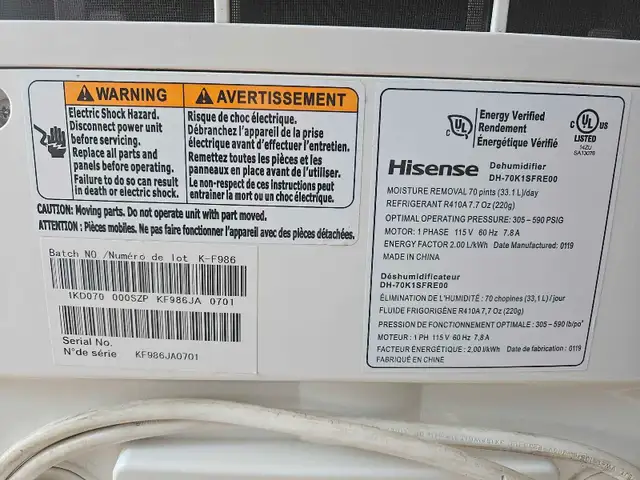 WARNING
Electric Shock Hazard.
Disconnect power unit
before servicing.
Replace all parts and
panels before operating.
Failure to do so can result
in death or electric shock.
AVERTISSEMENT
Risque de choc électrique.
Débranchez l'appareil de la prise
électrique avant d'effectuer l'entretien.
Remettez toutes les pièces et les
panneaux en place avant d'utiliser l'appareil.
Le non-respect de ces instructions peut
entraîner la mort ou un choc électrique.
CAUTION: Moving parts. Do not operate unit with part moved.
ATTENTION : Pièces mobiles. Ne pas faire fonctionner l'appareil avec des pièces détachées.
Batch NO /Numéro de lot K-F986
1KD070 000SZP KF986JA 0701
Serial No.
N°de série KF986JA0701
UL
Energy Verified
Rendement
Énergétique Vérifié
C UL US
LISTED
14ZU
SA13078
Hisense
Dehumidifier
DH-70K1SFRE00
MOISTURE REMOVAL 70 pints (33.1 L)/day
REFRIGERANT R410A 7.7 Oz (220g)
OPTIMAL OPERATING PRESSURE: 305 – 590 PSIG
MOTOR: 1 PHASE 115 V 60 Hz 7.8 A
ENERGY FACTOR 2.00 L/kWh Date Manufactured: 0119
MADE IN CHINA
Déshumidificateur
DH-70K1SFRE00
ÉLIMINATION DE L'HUMIDITÉ : 70 chopines (33,1 L) / jour
FLUIDE FRIGORIGÈNE R410A 7,7 Oz (220g)
PRESSION DE FONCTIONNEMENT OPTIMALE : 305 – 590 lb/po²
MOTEUR : 1 PH 115 V 60 Hz 7,8 A
FACTEUR ÉNERGÉTIQUE : 2,00 l/kWh Date de fabrication : 0119
FABRIQUÉ EN CHINE